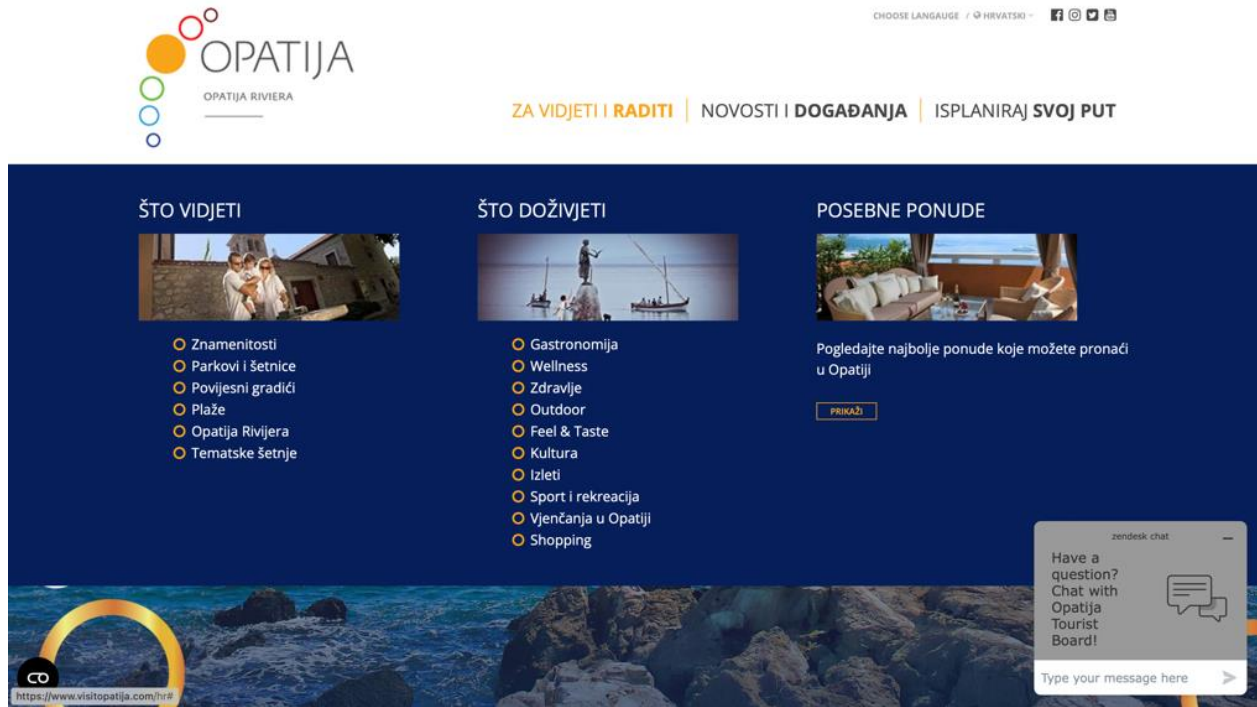 CHOOSE LANGAUGE / HRVATSKI
OPATIJA
OPATIJA RIVIERA
ZA VIDJETI I RADITI
NOVOSTI I DOGAĐANJA
ISPLANIRAJ SVOJ PUT
ŠTO VIDJETI
Znamenitosti
Parkovi i šetnice
Povijesni gradići
Plaže
Opatija Rivijera
Tematske šetnje
ŠTO DOŽIVJETI
Gastronomija
Wellness
Zdravlje
Outdoor
Feel & Taste
Kultura
Izleti
Sport i rekreacija
Vjenčanja u Opatiji
Shopping
POSEBNE PONUDE
Pogledajte najbolje ponude koje možete pronaći
u Opatiji
PRIKAŽI
zendesk chat
Have a
question?
Chat with
Opatija
Tourist
Board!
Type your message here
https://www.visitopatija.com/hr#